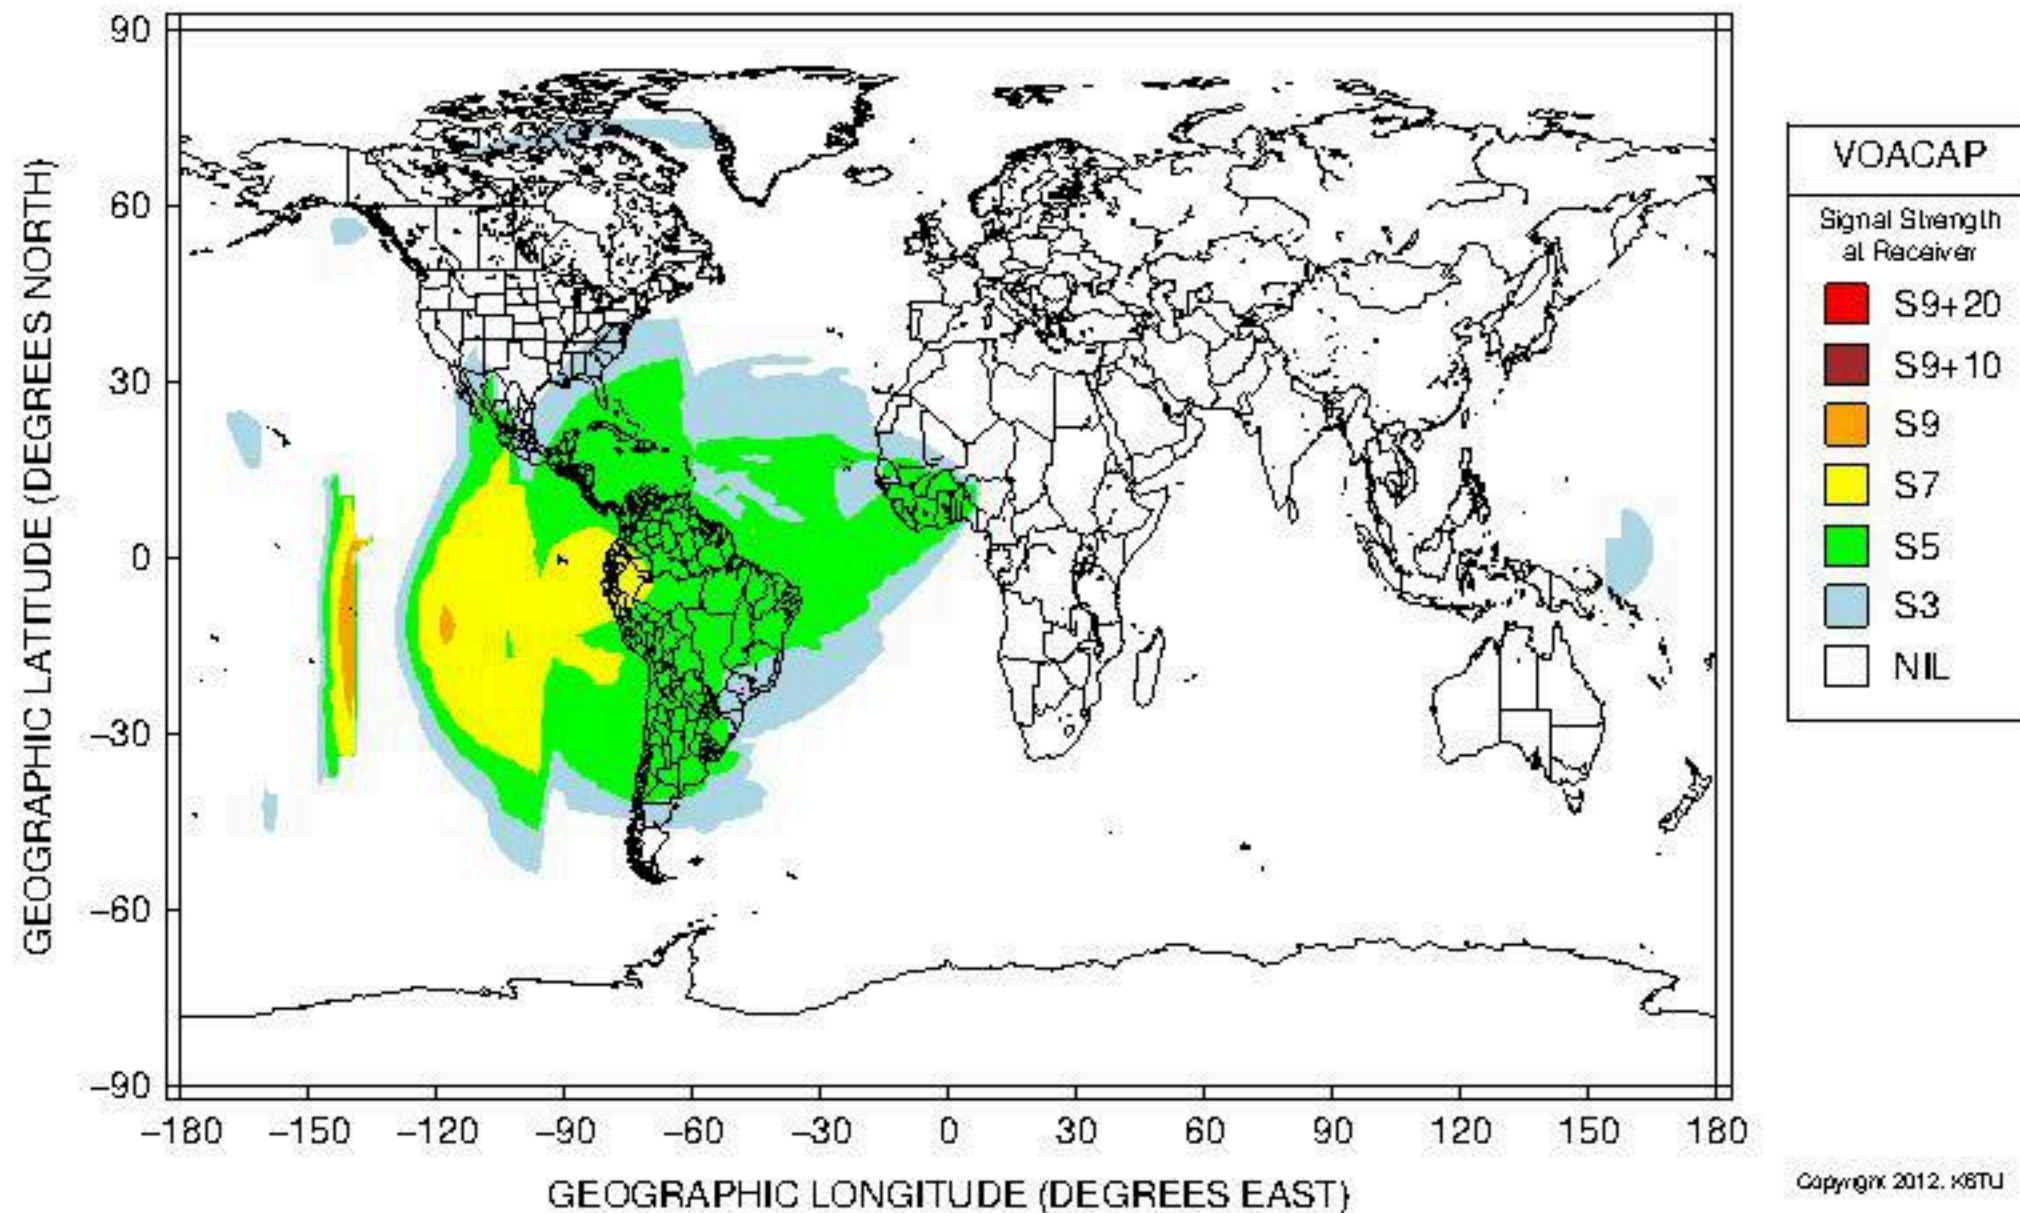 90
60
30
0
−30
−60
−90
GEOGRAPHIC LATITUDE (DEGREES NORTH)
−180 −150 −120 −90 −60 −30 0 30 60 90 120 150 180
GEOGRAPHIC LONGITUDE (DEGREES EAST)
VOACAP
Signal Strength
at Receiver
S9+20
S9+10
S9
S7
S5
S3
NIL
Copyright 2012, K6TU